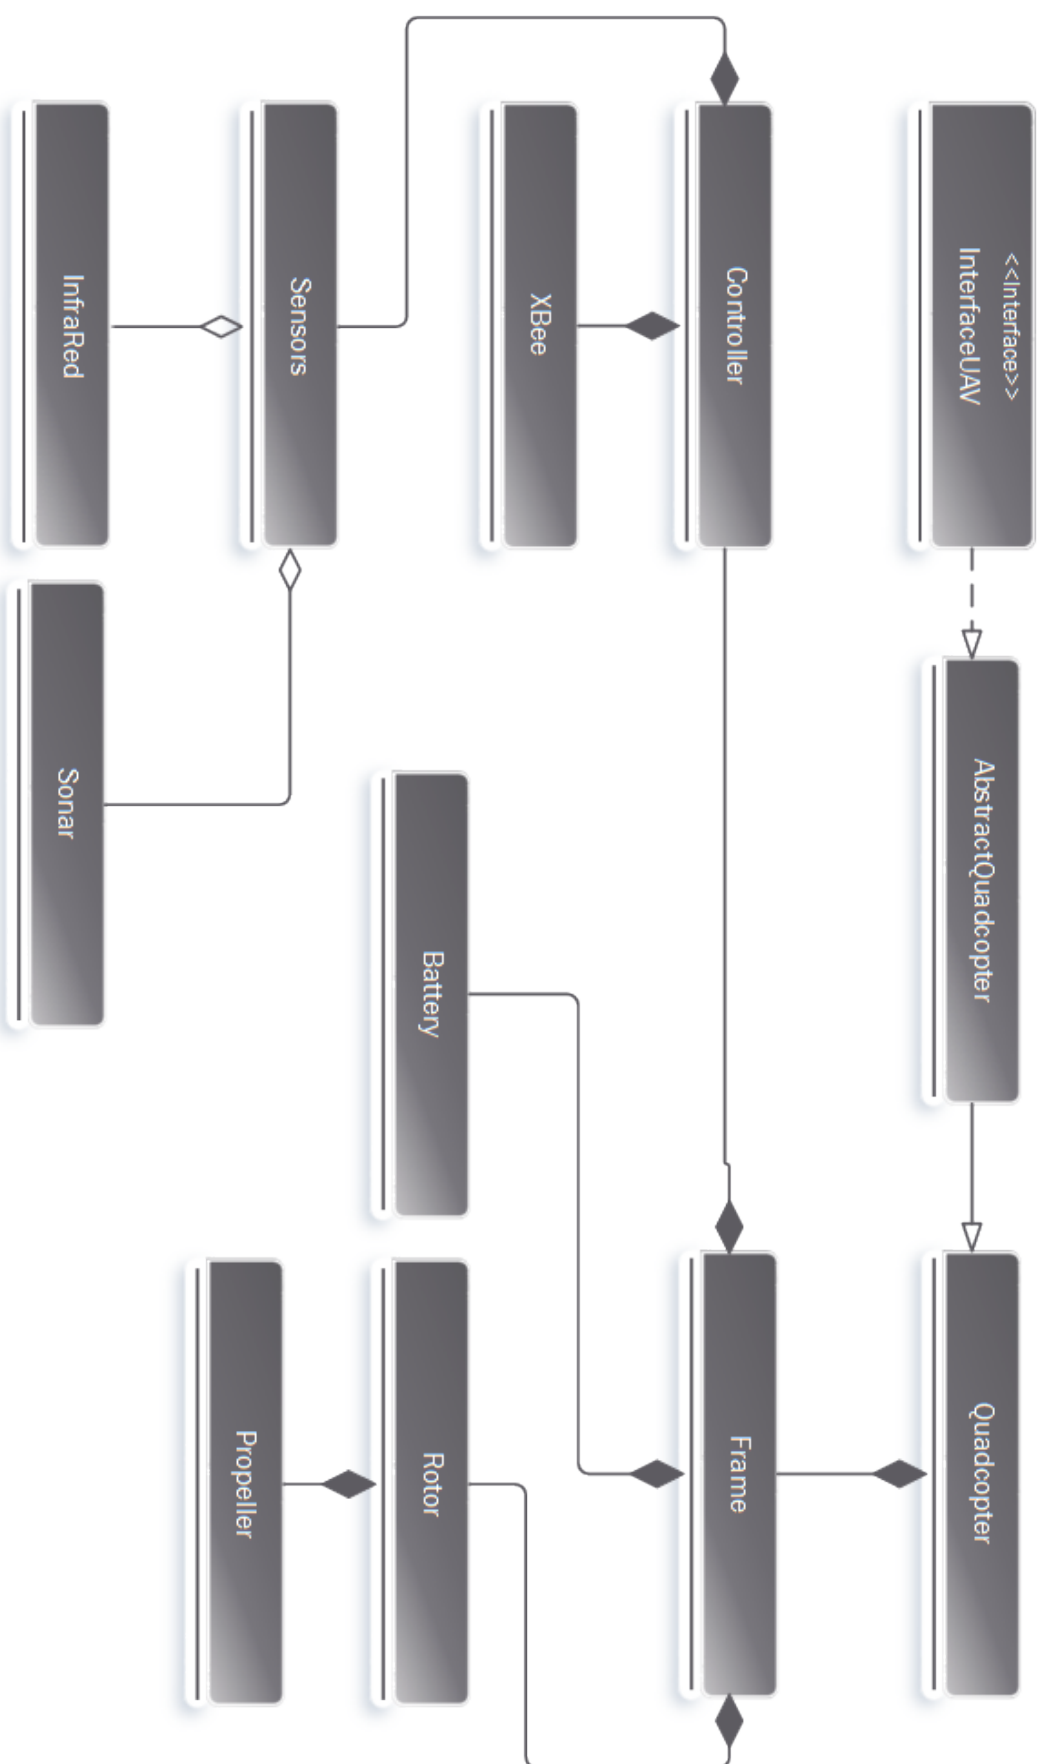 <<Interface>>
InterfaceUAV
AbstractQuadcopter
Quadcopter
Controller
Frame
XBee
Battery
Rotor
Sensors
Propeller
InfraRed
Sonar